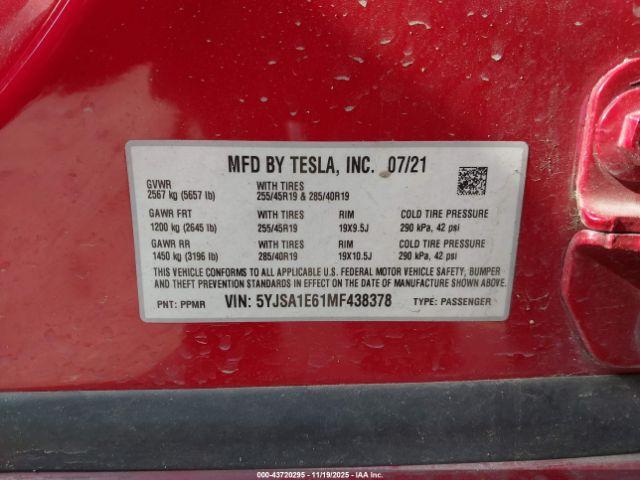 MFD BY TESLA, INC. 07/21
GVWR WITH TIRES
2567 kg (5657 lb) 255/45R19 & 285/40R19
GAWR FRT WITH TIRES RIM COLD TIRE PRESSURE
1200 kg (2645 lb) 255/45R19 19X9.5J 290 kPa, 42 psi
GAWR RR WITH TIRES RIM COLD TIRE PRESSURE
1450 kg (3196 lb) 285/40R19 19X10.5J 290 kPa, 42 psi
THIS VEHICLE CONFORMS TO ALL APPLICABLE U.S. FEDERAL MOTOR VEHICLE SAFETY, BUMPER
AND THEFT PREVENTION STANDARDS IN EFFECT ON THE DATE OF MANUFACTURE SHOWN ABOVE.
PNT: PPMR VIN: 5YJSA1E61MF438378 TYPE: PASSENGER
© IAA 00-43720295 - 11/19/2025 - WWW.IAAI.COM